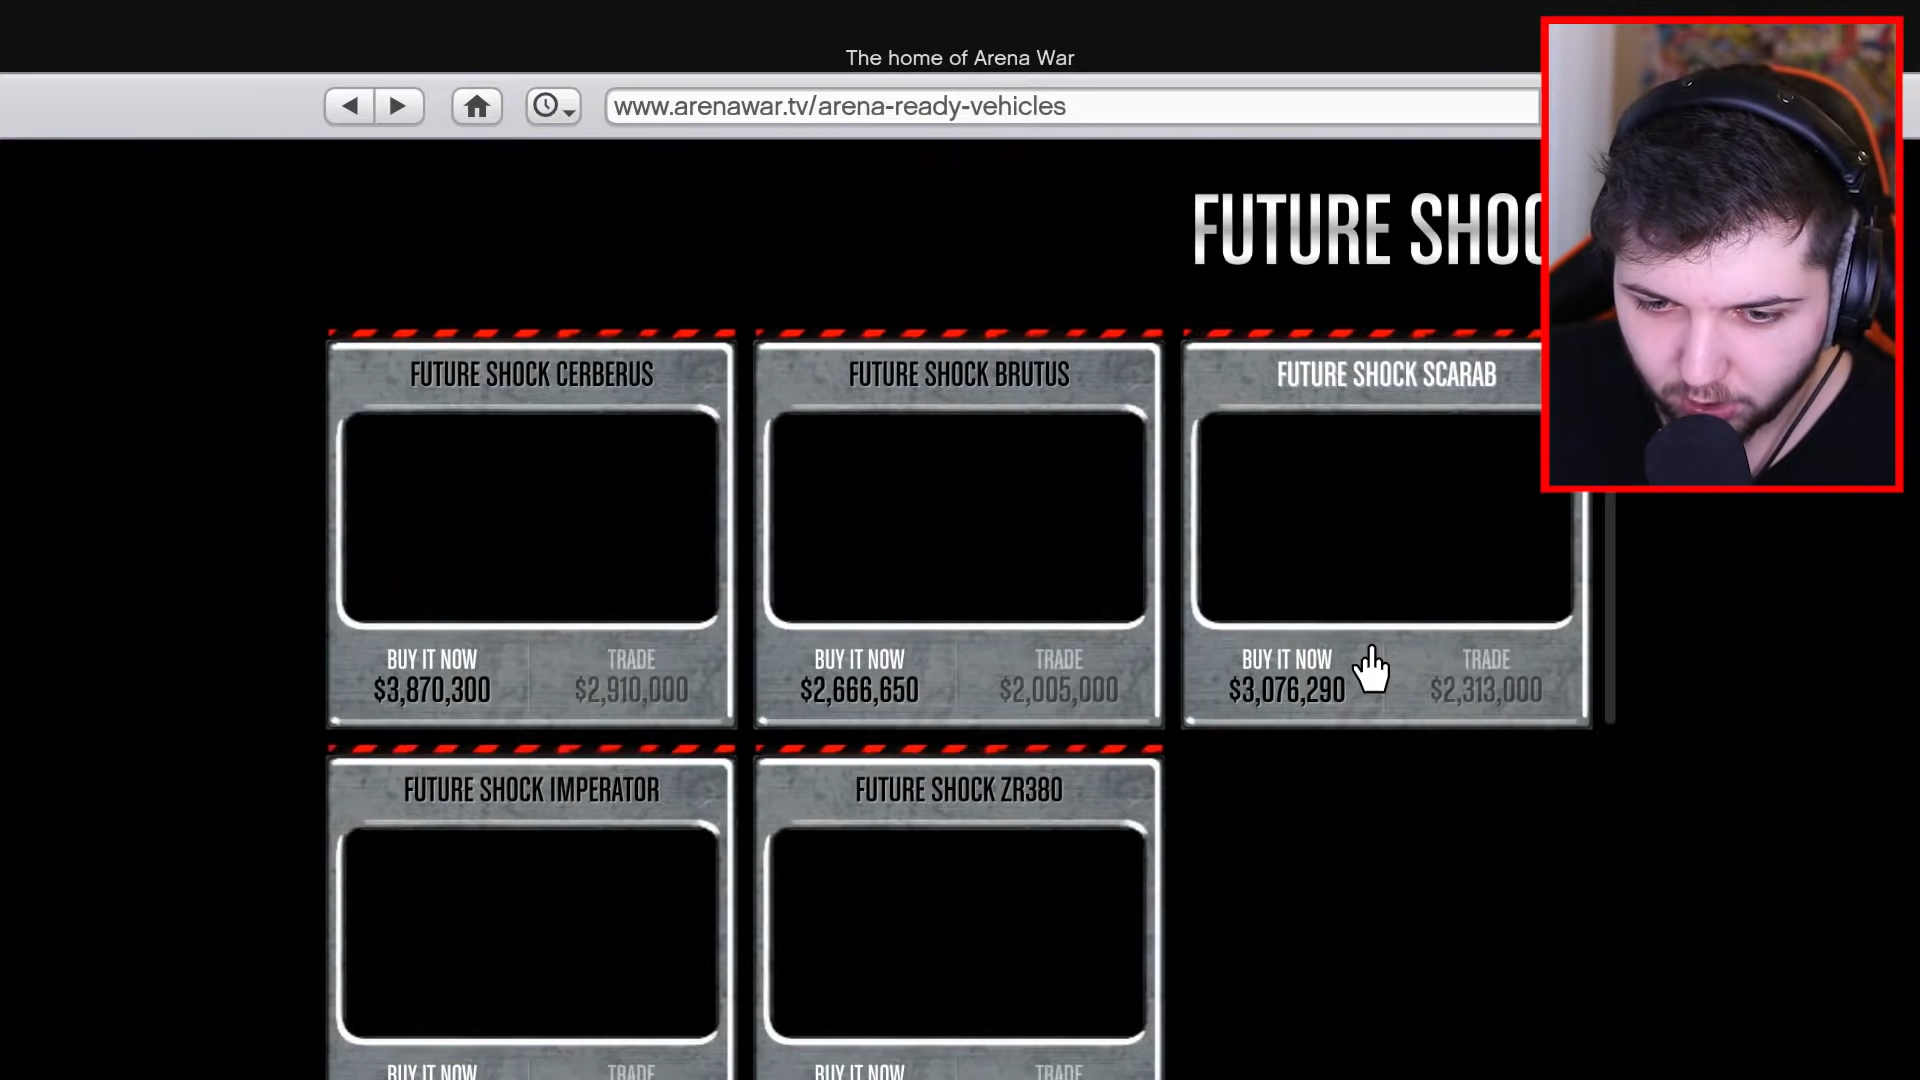 The home of Arena War
www.arenawar.tv/arena-ready-vehicles
FUTURE SHOC
FUTURE SHOCK CERBERUS
FUTURE SHOCK BRUTUS
FUTURE SHOCK SCARAB
BUY IT NOW
$3,870,300
TRADE
$2,910,000
BUY IT NOW
$2,666,650
TRADE
$2,005,000
BUY IT NOW
$3,076,290
TRADE
$2,313,000
FUTURE SHOCK IMPERATOR
FUTURE SHOCK ZR380
BUY IT NOW
TRADE
BUY IT NOW
TRADE